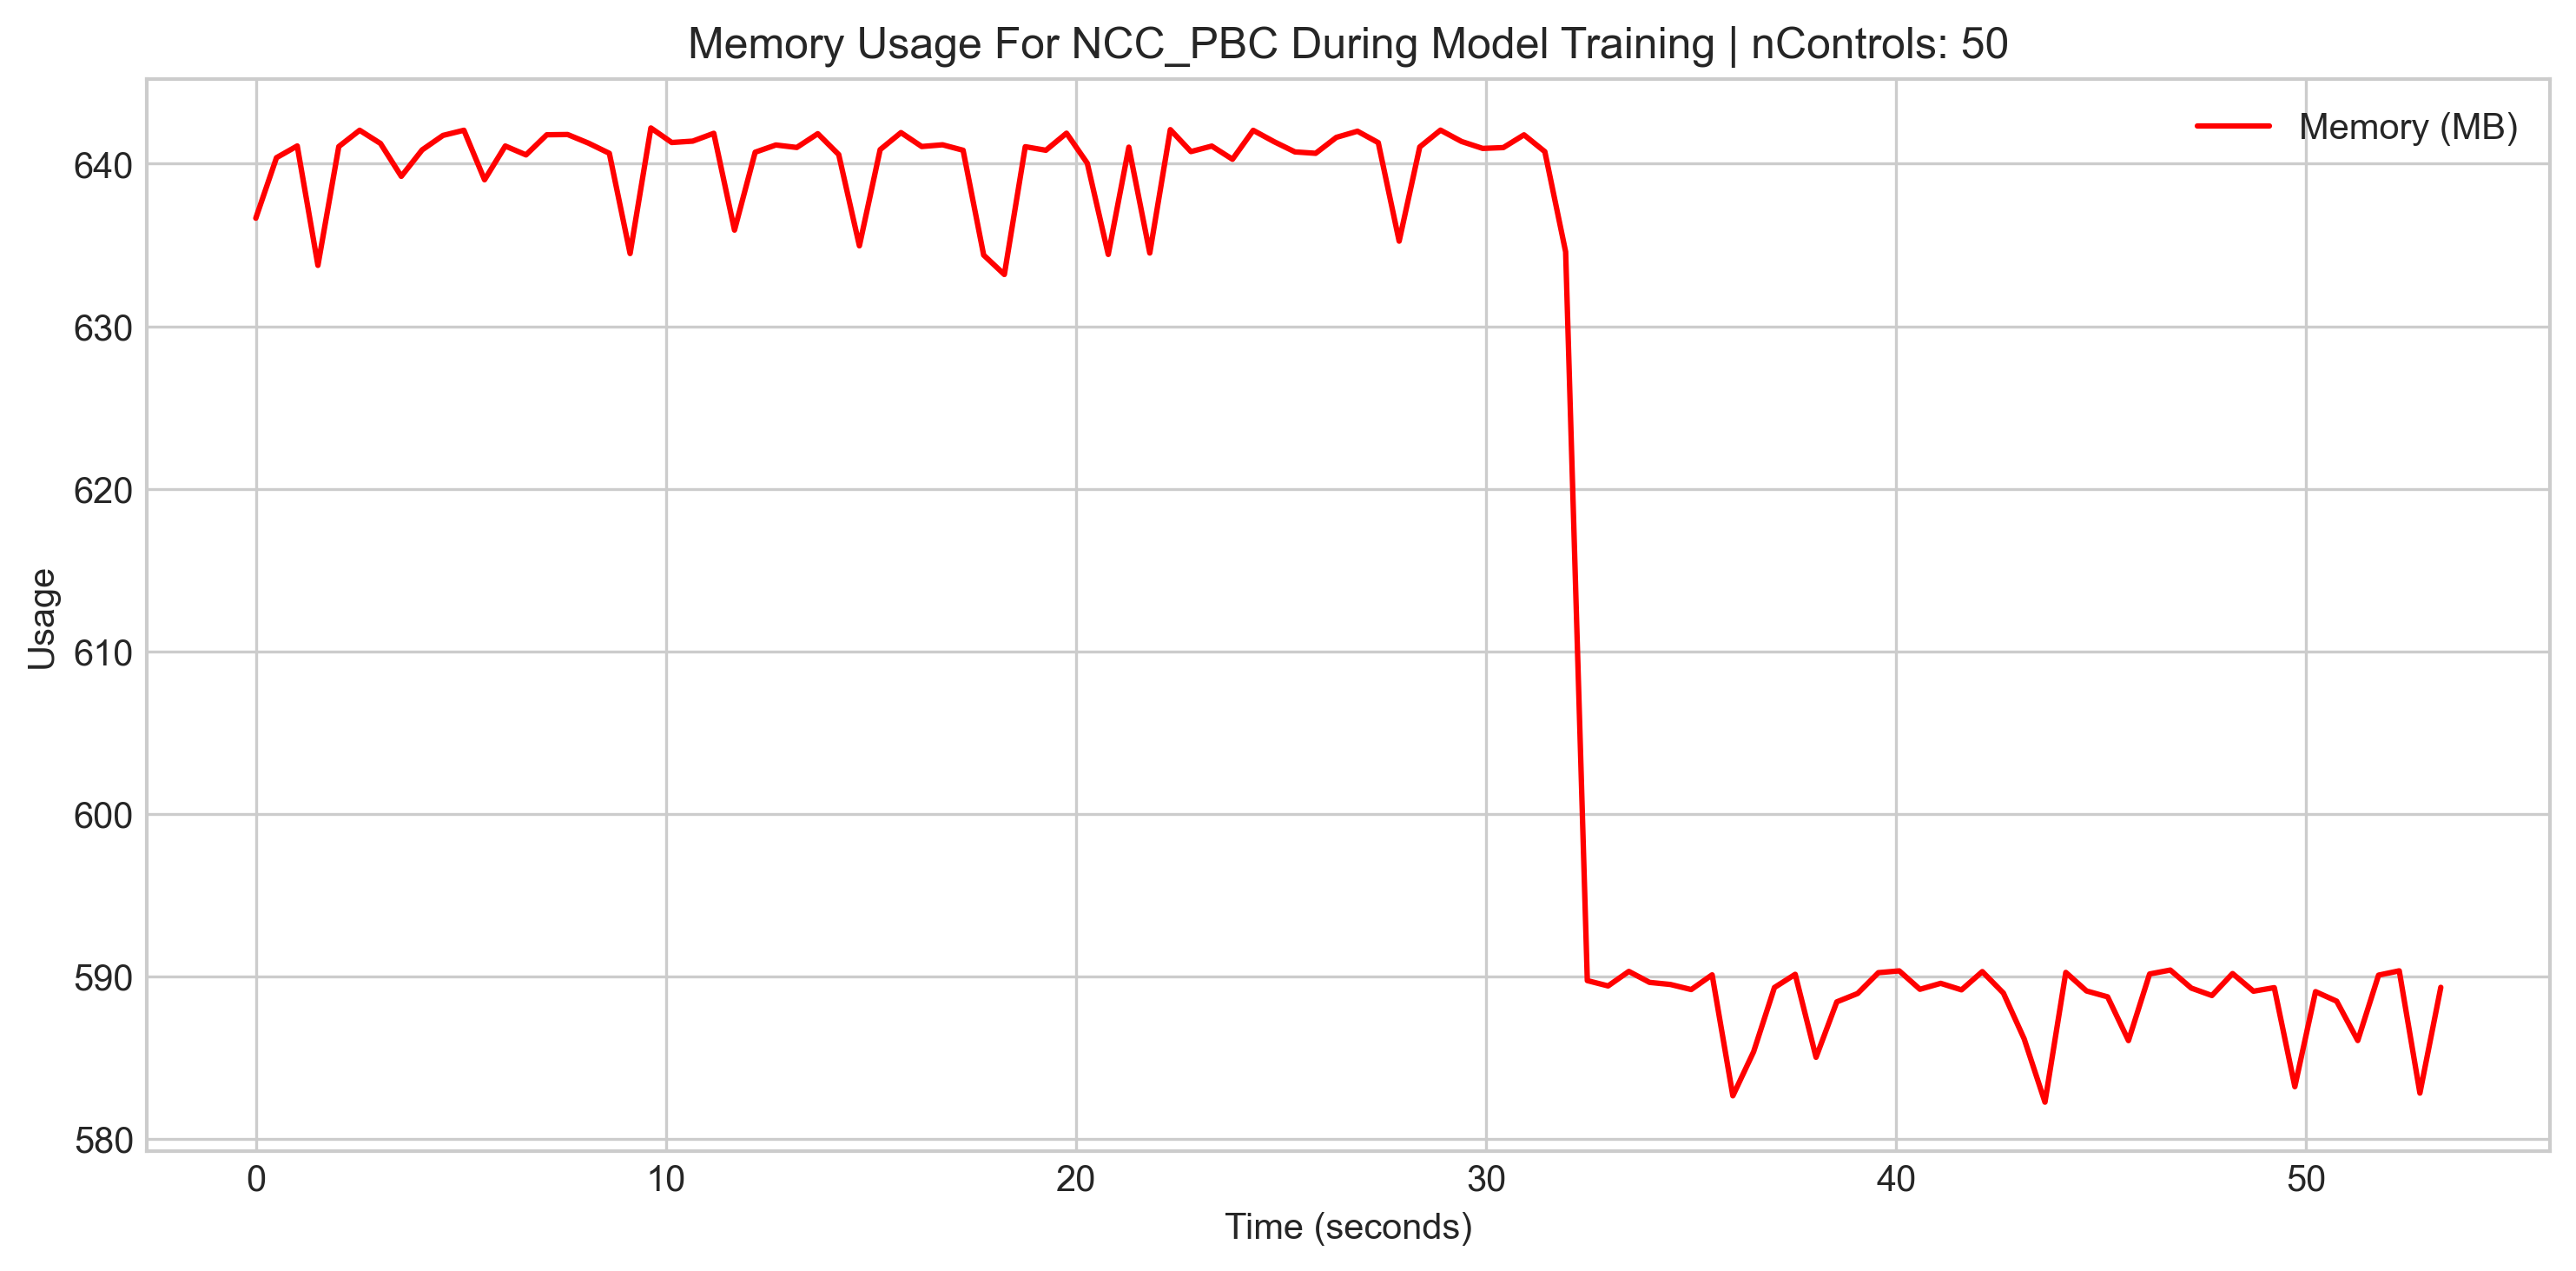 Memory Usage For NCC_PBC During Model Training | nControls: 50
Memory (MB)
Usage
640
630
620
610
600
590
580
0 10 20 30 40 50
Time (seconds)